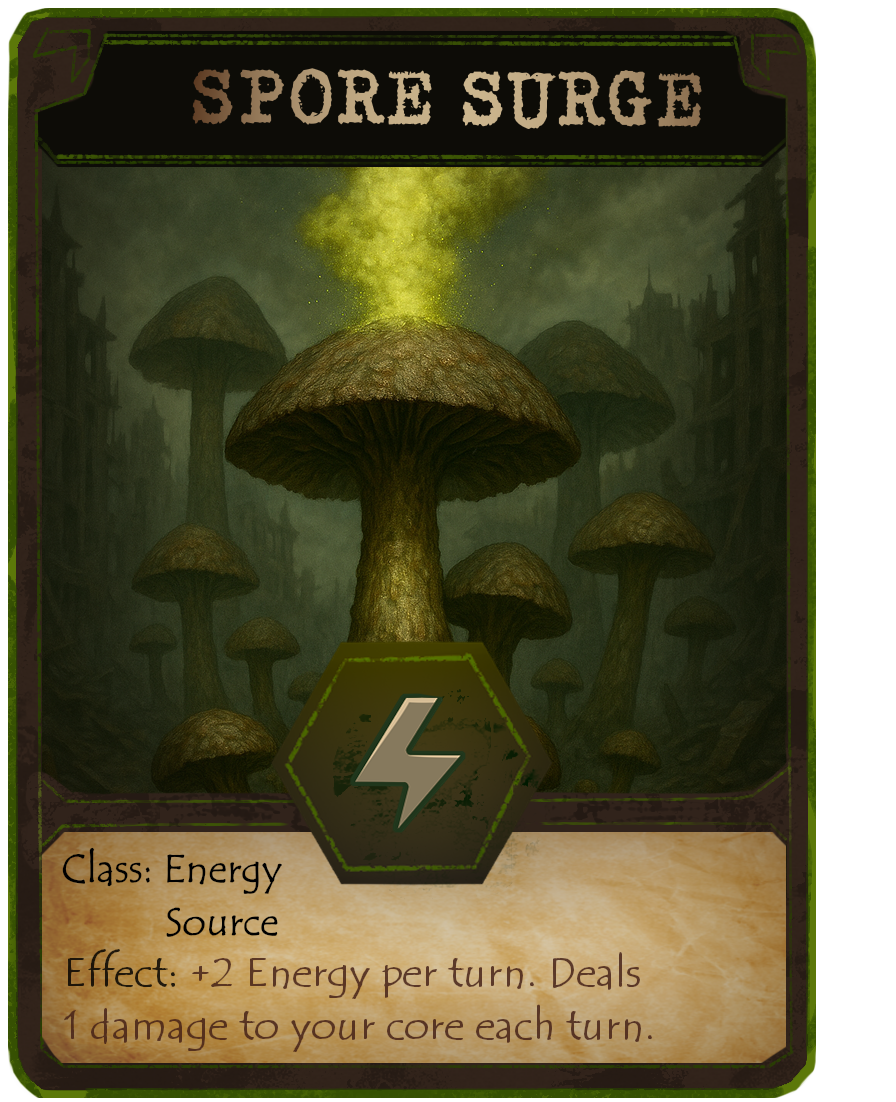 SPORE SURGE
Class: Energy
Source
Effect: +2 Energy per turn. Deals
1 damage to your core each turn.